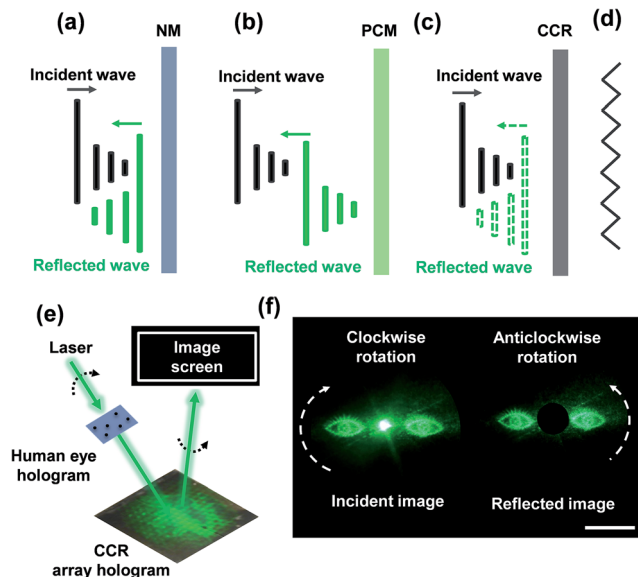 (a)
NM
Incident wave
Reflected wave
(b)
PCM
Incident wave
Reflected wave
(c)
CCR
Incident wave
Reflected wave
(d)
(e)
Laser
Image
screen
Human eye
hologram
CCR
array hologram
(f)
Clockwise
rotation
Anticlockwise
rotation
Incident image
Reflected image